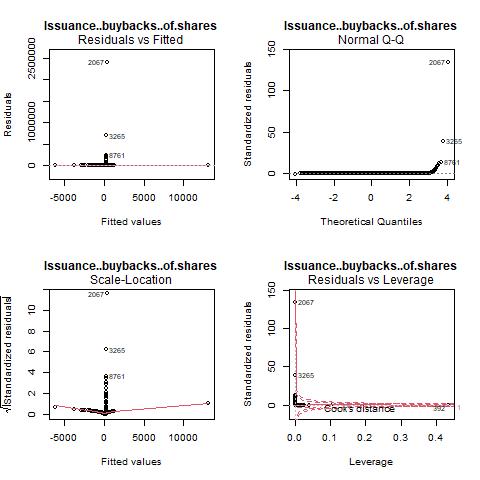 Issuance..buybacks..of.shares
Residuals vs Fitted
Residuals
0 1000000 2500000
2067
3265
8761
-5000 0 5000 10000
Fitted values
Issuance..buybacks..of.shares
Normal Q-Q
Standardized residuals
0 50 100 150
2067
3265
8761
-4 -2 0 2 4
Theoretical Quantiles
Issuance..buybacks..of.shares
Scale-Location
√|Standardized residuals|
0 2 4 6 8 10
2067
3265
8761
-5000 0 5000 10000
Fitted values
Issuance..buybacks..of.shares
Residuals vs Leverage
Standardized residuals
0 50 100 150
2067
3265
Cook's distance
392
1
0.0 0.1 0.2 0.3 0.4
Leverage